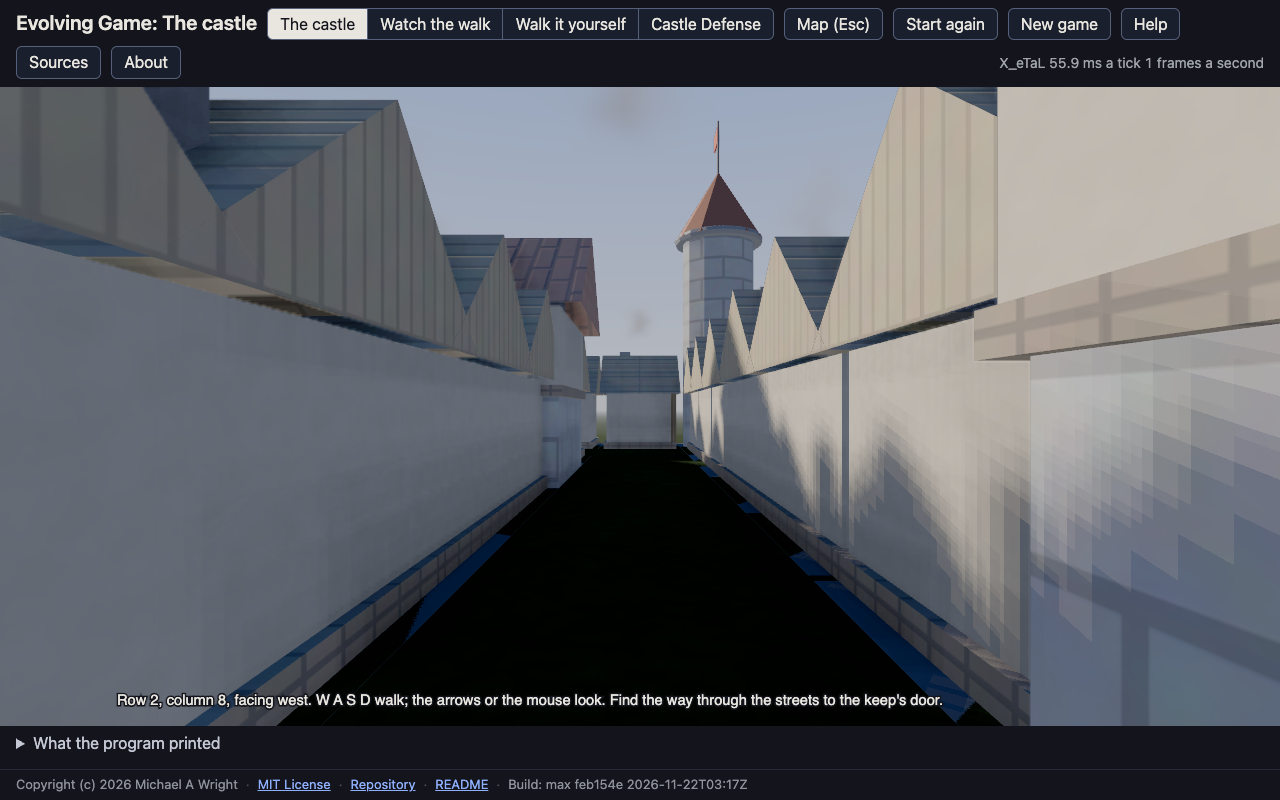 Evolving Game: The castle The castle Watch the walk Walk it yourself Castle Defense Map (Esc) Start again New game Help
Sources About X_eTaL 55.9 ms a tick 1 frames a second
Row 2, column 8, facing west. W A S D walk; the arrows or the mouse look. Find the way through the streets to the keep's door.
What the program printed
Copyright (c) 2026 Michael A Wright · MIT License · Repository · README · Build: max feb154e 2026-11-22T03:17Z